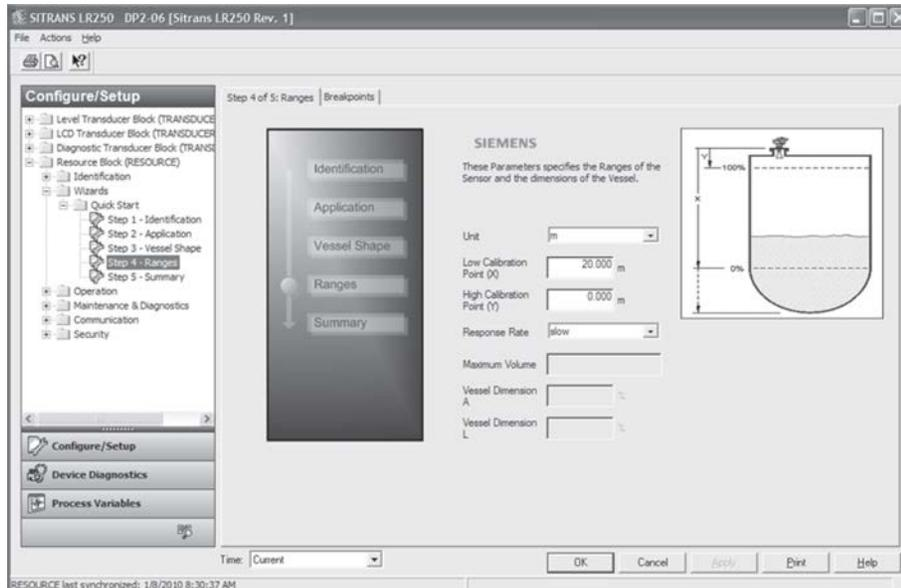 SITRANS LR250 DP2-06 [Sitrans LR250 Rev. 1]
File Actions Help
Configure/Setup
Level Transducer Block (TRANSDUCE
LCD Transducer Block (TRANSDUCER
Diagnostic Transducer Block (TRANSI
Resource Block (RESOURCE)
Identification
Wizards
Quick Start
Step 1 - Identification
Step 2 - Application
Step 3 - Vessel Shape
Step 4 - Ranges
Step 5 - Summary
Operation
Maintenance & Diagnostics
Communication
Security
Configure/Setup
Device Diagnostics
Process Variables
Step 4 of 5: Ranges Breakpoints
Identification
Application
Vessel Shape
Ranges
Summary
SIEMENS
These Parameters specifies the Ranges of the
Sensor and the dimensions of the Vessel.
Unit m
Low Calibration
Point (X) 20.000 m
High Calibration
Point (Y) 0.000 m
Response Rate slow
Maximum Volume
Vessel Dimension
A
Vessel Dimension
L
Y 100%
X
0%
Time: Current
OK Cancel Apply Print Help
RESOURCE last synchronized: 1/8/2010 8:30:37 AM